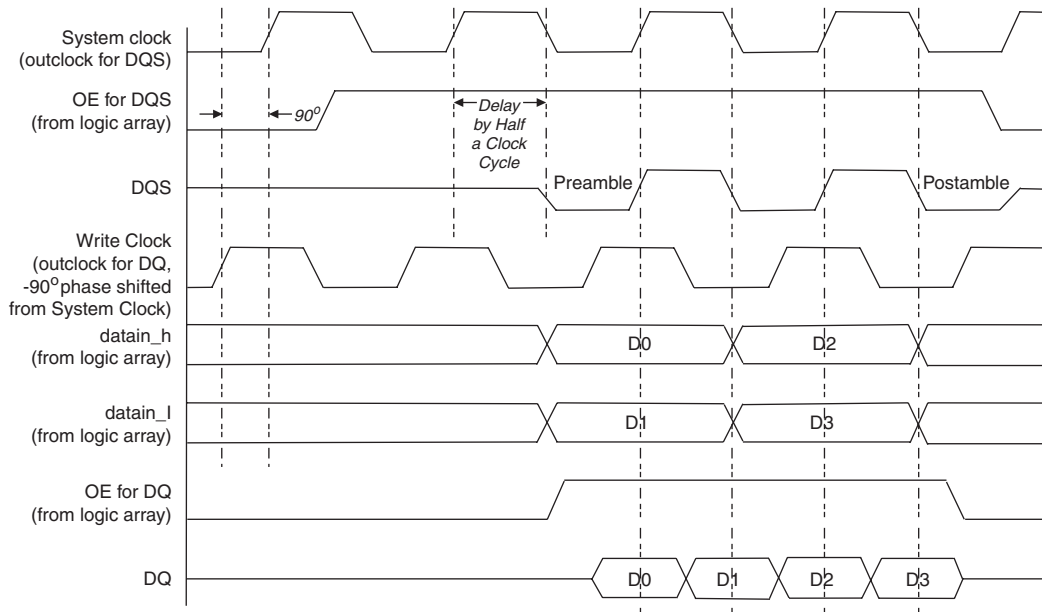 System clock
(outclock for DQS)
OE for DQS
(from logic array)
90°
Delay
by Half
a Clock
Cycle
DQS
Preamble
Postamble
Write Clock
(outclock for DQ,
-90° phase shifted
from System Clock)
datain_h
(from logic array)
D0
D2
datain_l
(from logic array)
D1
D3
OE for DQ
(from logic array)
DQ
D0
D1
D2
D3